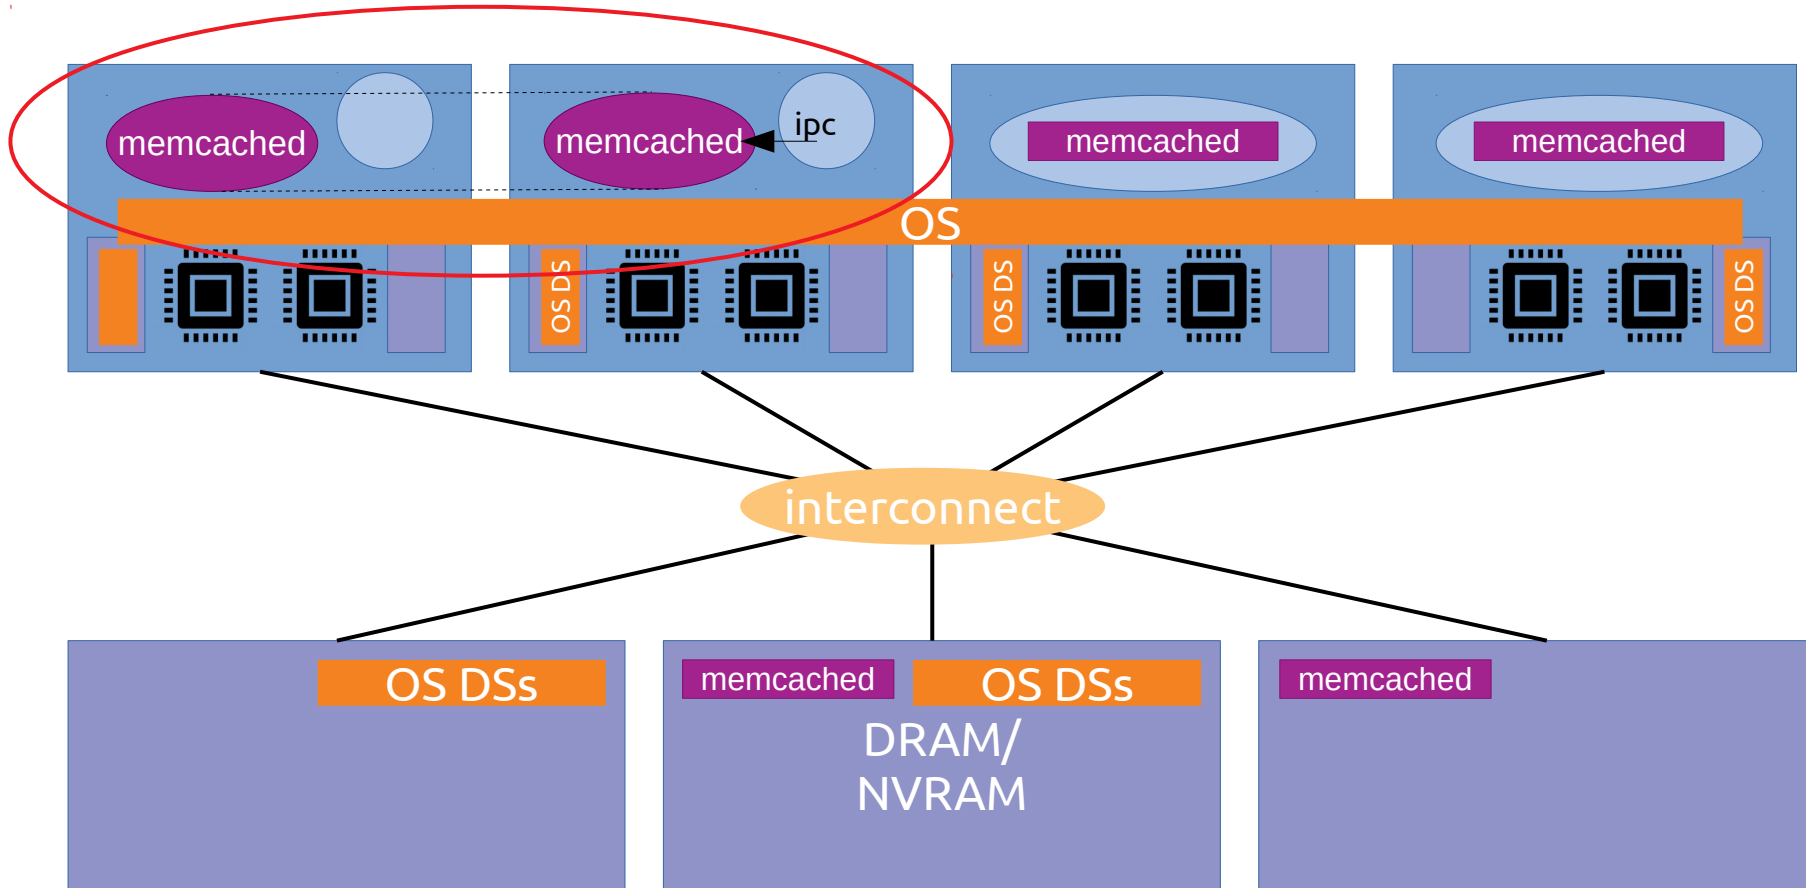 memcached
memcached
ipc
memcached
memcached
OS
OS DS
OS DS
OS DS
interconnect
OS DSs
memcached
OS DSs
memcached
DRAM/
NVRAM